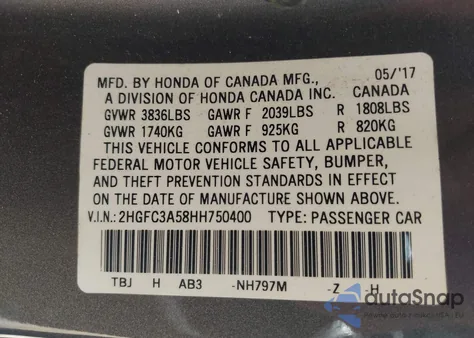 MFD. BY HONDA OF CANADA MFG., 05/'17
A DIVISION OF HONDA CANADA INC. CANADA
GVWR 3836LBS GAWR F 2039LBS R 1808LBS
GVWR 1740KG GAWR F 925KG R 820KG
THIS VEHICLE CONFORMS TO ALL APPLICABLE
FEDERAL MOTOR VEHICLE SAFETY, BUMPER,
AND THEFT PREVENTION STANDARDS IN EFFECT
ON THE DATE OF MANUFACTURE SHOWN ABOVE.
V.I.N.: 2HGFC3A58HH750400 TYPE: PASSENGER CAR
TBJ H AB3 -NH797M -Z -H
autoSnap